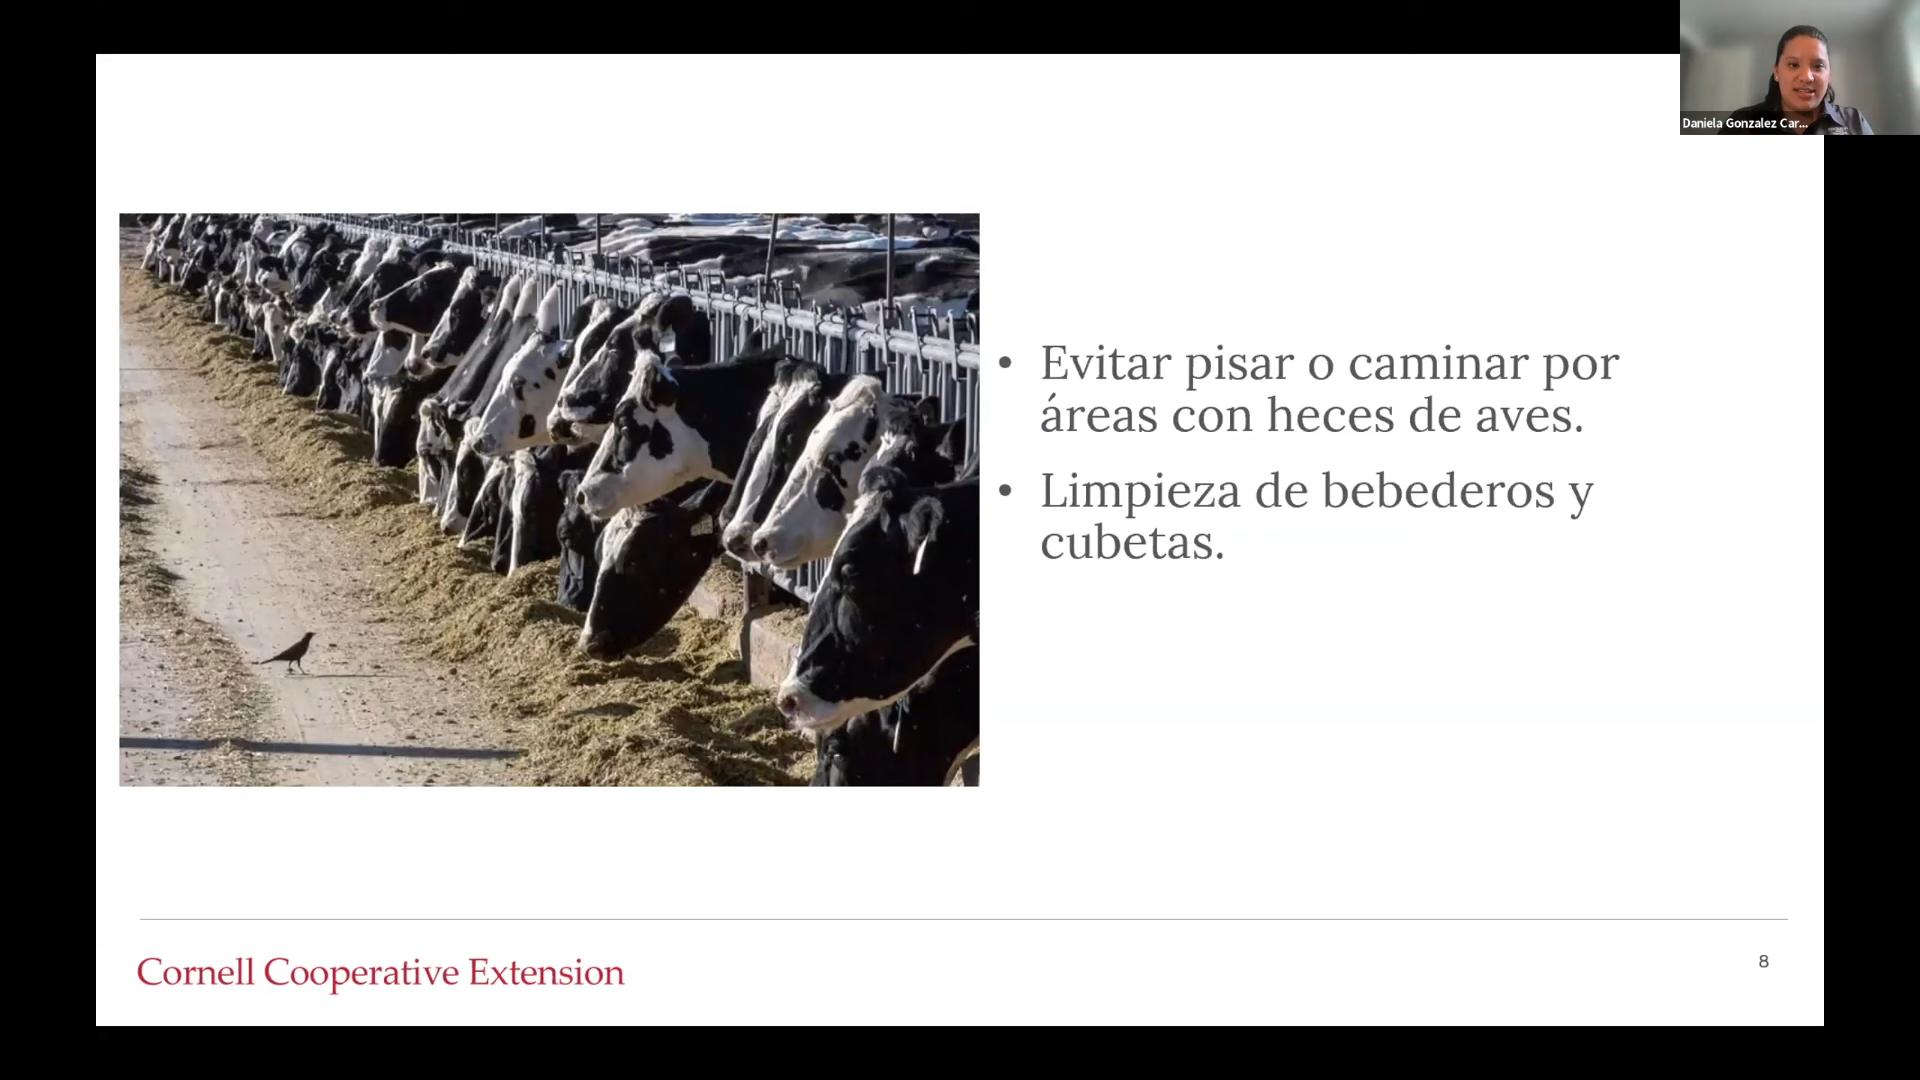 Daniela Gonzalez Car...
• Evitar pisar o caminar por
áreas con heces de aves.
• Limpieza de bebederos y
cubetas.
Cornell Cooperative Extension
8